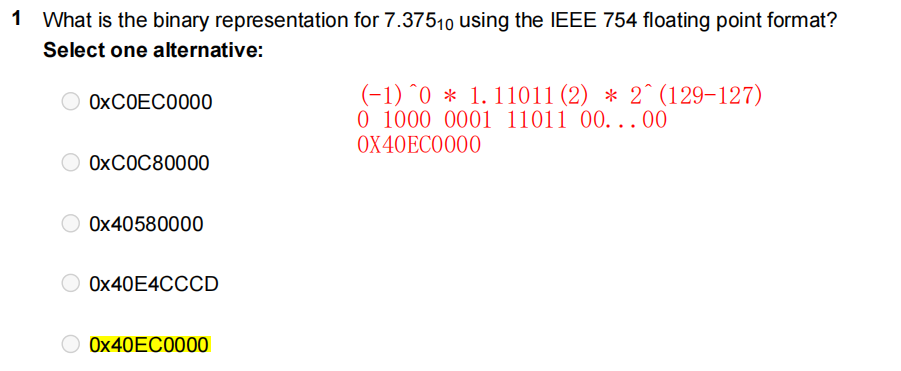 1 What is the binary representation for 7.375₁₀ using the IEEE 754 floating point format?
Select one alternative:
0xC0EC0000
(-1)^0 * 1.11011(2) * 2^(129-127)
0 1000 0001 11011 00...00
0X40EC0000
0xC0C80000
0x40580000
0x40E4CCCD
0x40EC0000